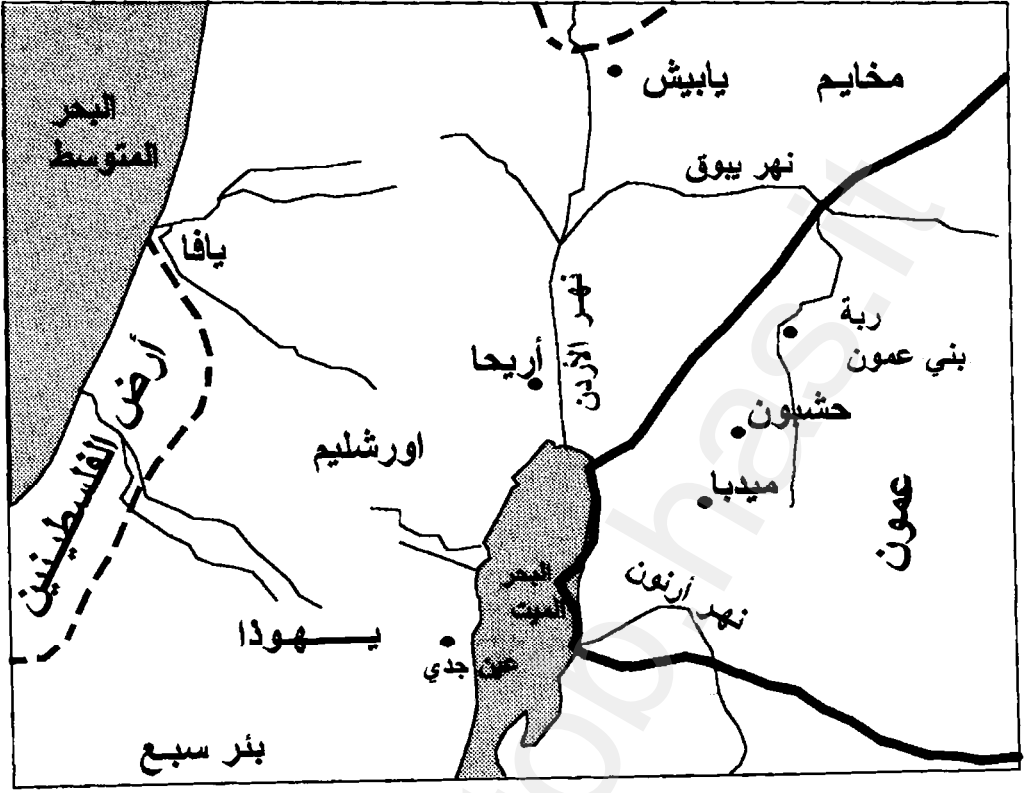 مخايم
يابيش
البحر
المتوسط
نهر يبوق
يافا
نهر الأردن
ربة
بني عمون
أريحا
حشبون
أرض
الفلسطينيين
اورشليم
ميدبا
عمون
البحر
الميت
نهر أرنون
يـــهوذا
عين جدي
بئر سبع